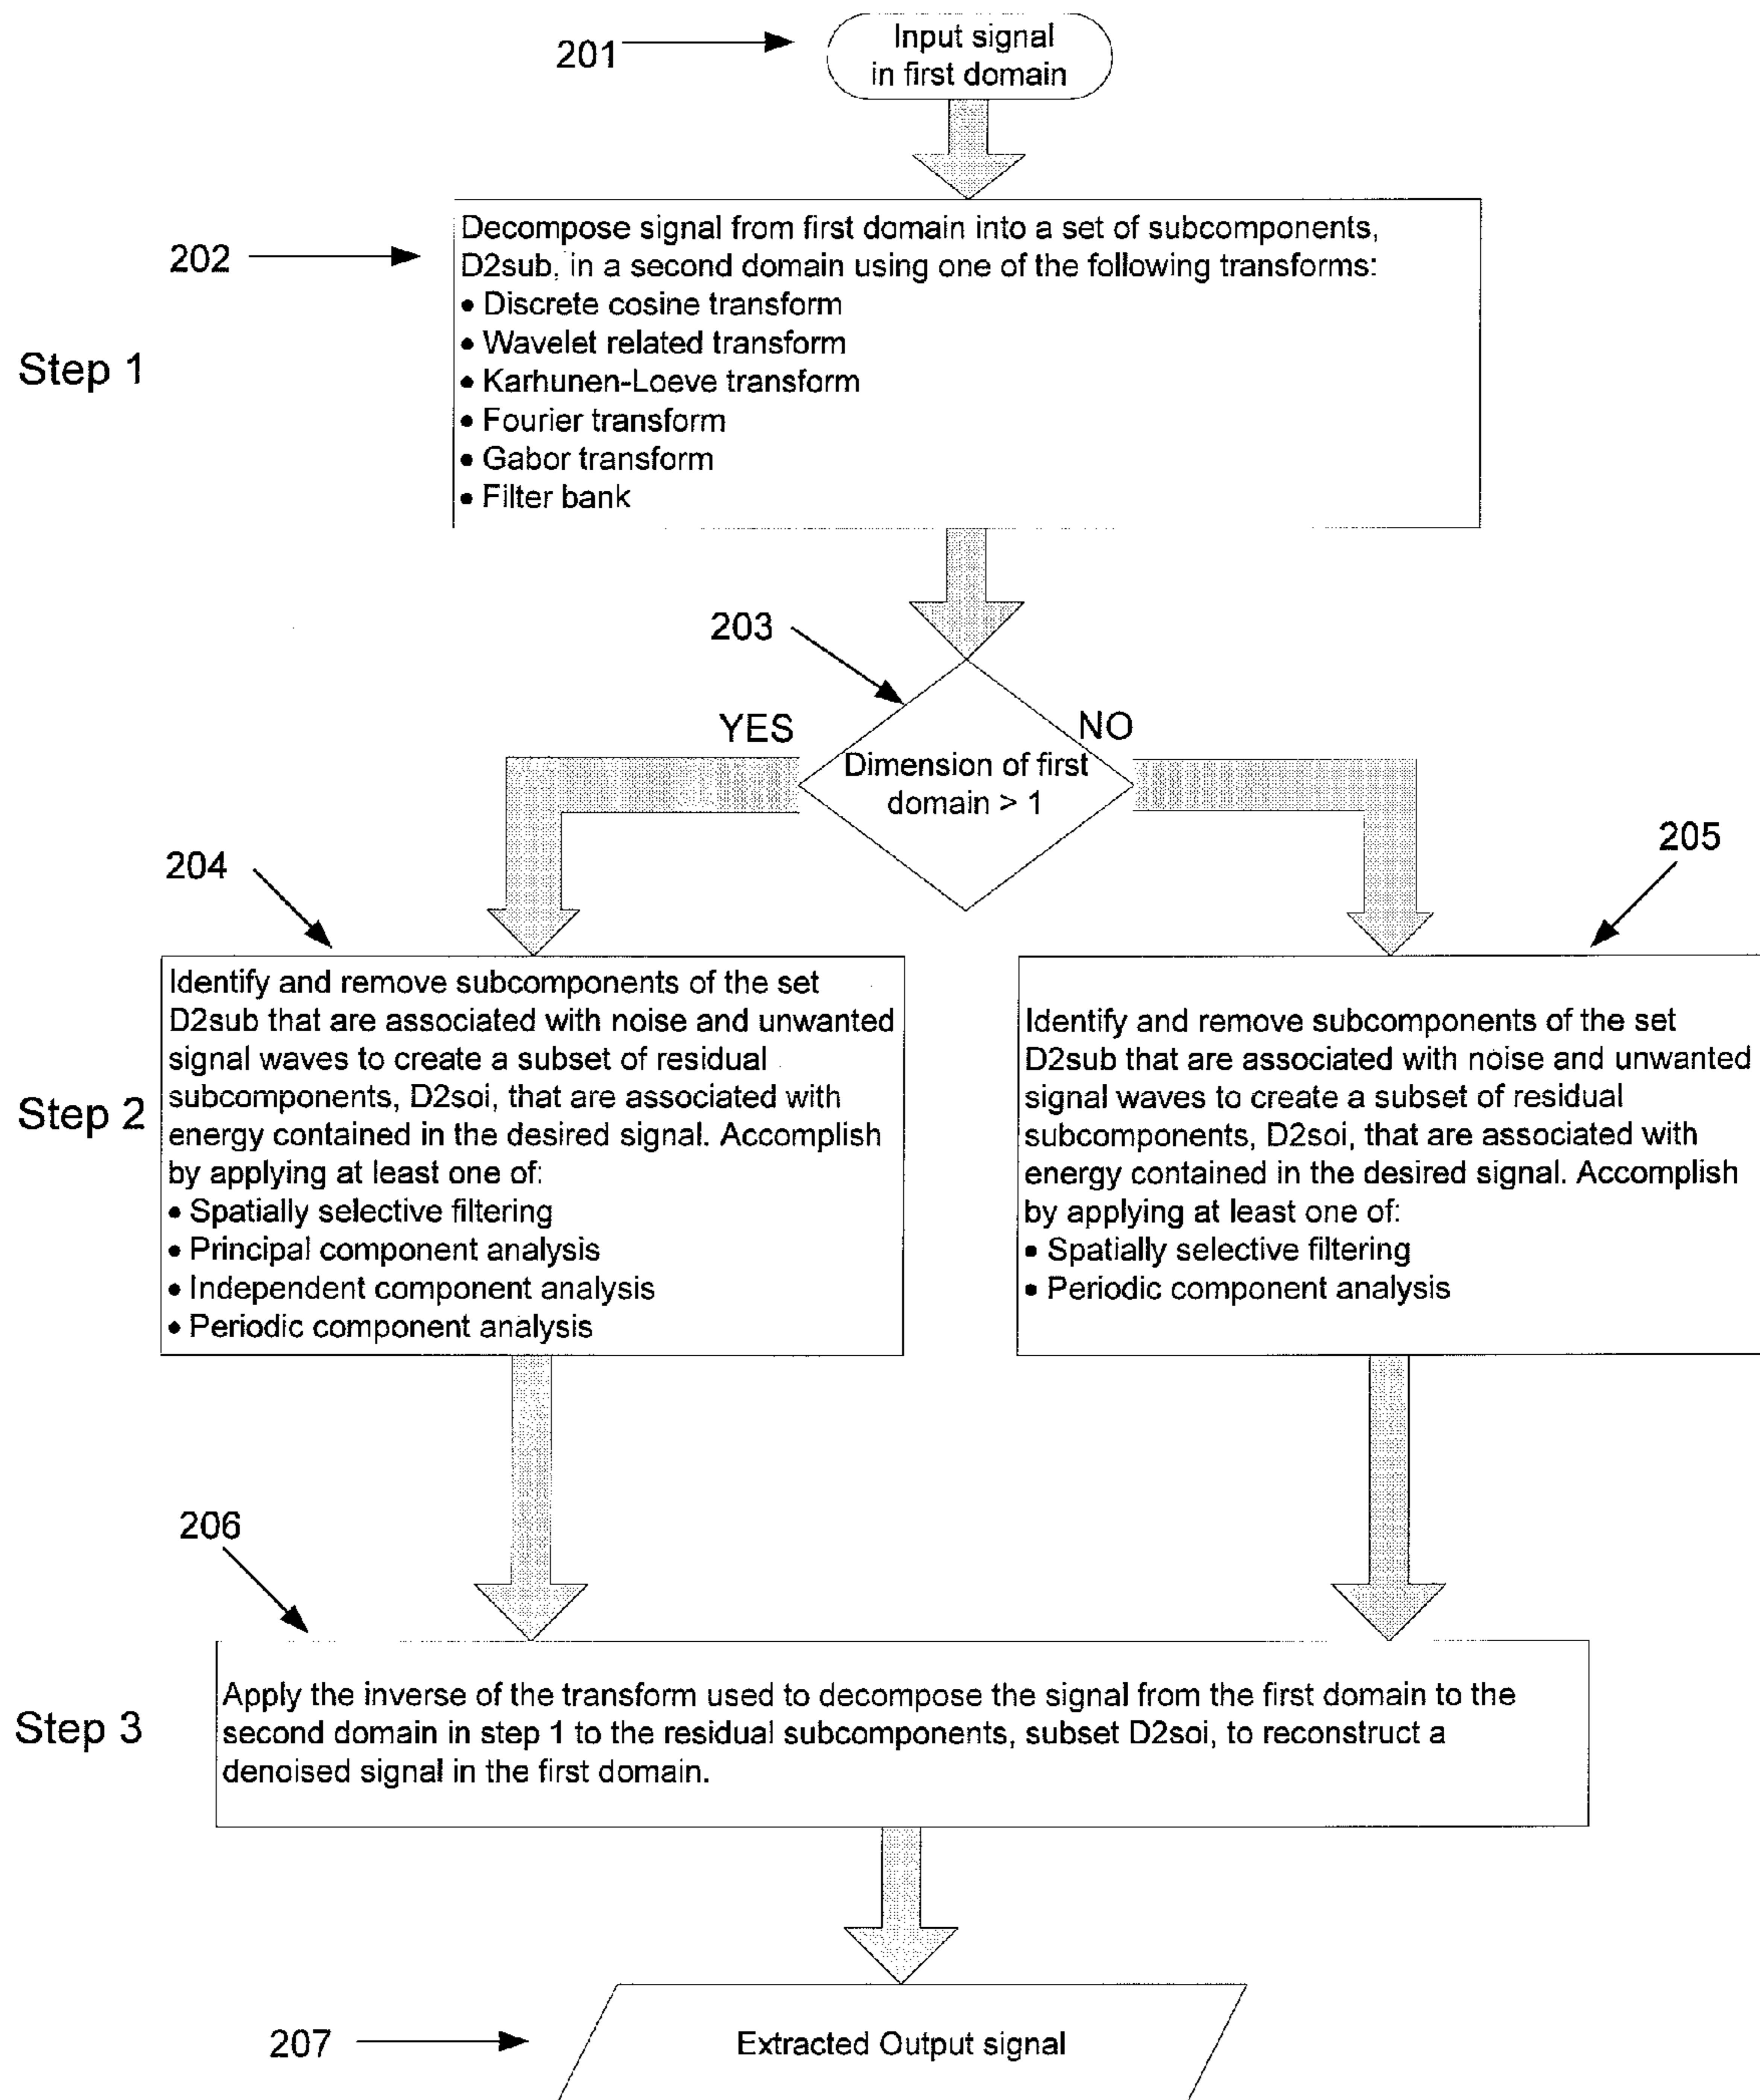 201
Input signal
in first domain
202
Decompose signal from first domain into a set of subcomponents,
D2sub, in a second domain using one of the following transforms:
• Discrete cosine transform
• Wavelet related transform
• Karhunen-Loeve transform
• Fourier transform
• Gabor transform
• Filter bank
Step 1
203
YES
NO
Dimension of first
domain > 1
204
205
Step 2
Identify and remove subcomponents of the set
D2sub that are associated with noise and unwanted
signal waves to create a subset of residual
subcomponents, D2soi, that are associated with
energy contained in the desired signal. Accomplish
by applying at least one of:
• Spatially selective filtering
• Principal component analysis
• Independent component analysis
• Periodic component analysis
Identify and remove subcomponents of the set
D2sub that are associated with noise and unwanted
signal waves to create a subset of residual
subcomponents, D2soi, that are associated with
energy contained in the desired signal. Accomplish
by applying at least one of:
• Spatially selective filtering
• Periodic component analysis
206
Step 3
Apply the inverse of the transform used to decompose the signal from the first domain to the
second domain in step 1 to the residual subcomponents, subset D2soi, to reconstruct a
denoised signal in the first domain.
207
Extracted Output signal